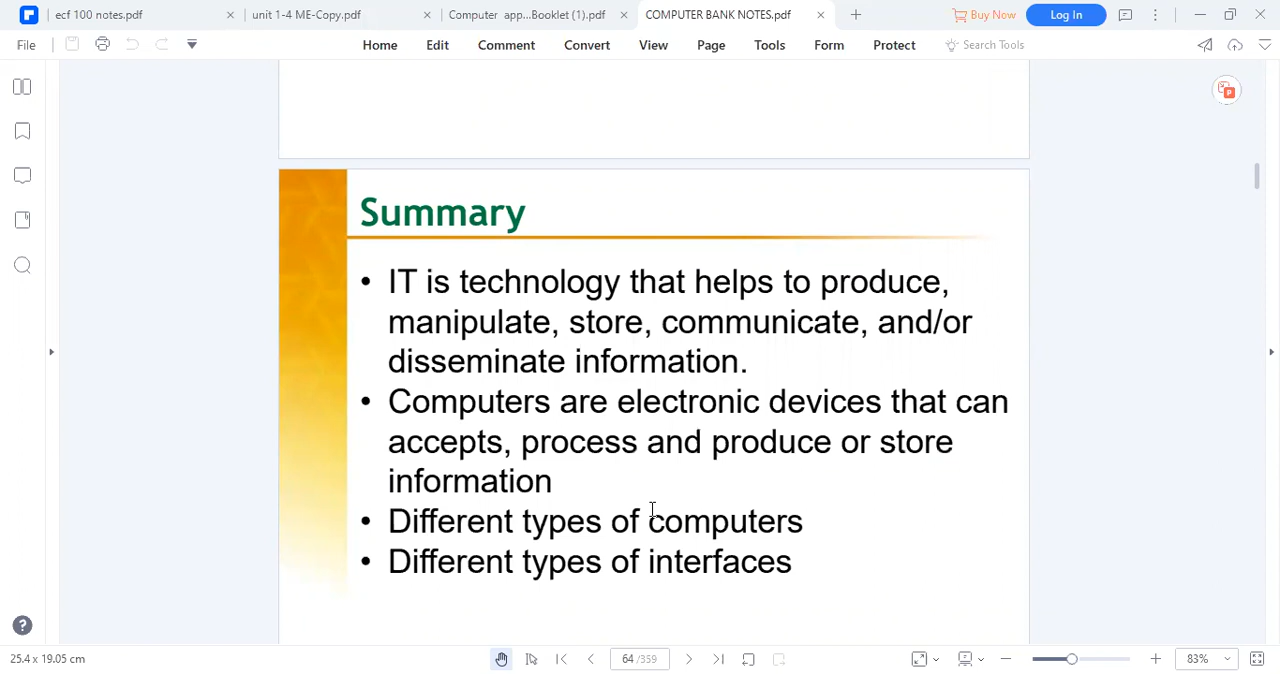 ecf 100 notes.pdf
unit 1-4 ME-Copy.pdf
Computer app...Booklet (1).pdf
COMPUTER BANK NOTES.pdf
Buy Now
Log In
File
Home
Edit
Comment
Convert
View
Page
Tools
Form
Protect
Search Tools
Summary
• IT is technology that helps to produce,
manipulate, store, communicate, and/or
disseminate information.
• Computers are electronic devices that can
accepts, process and produce or store
information
• Different types of computers
• Different types of interfaces
25.4 x 19.05 cm
64 /359
83%